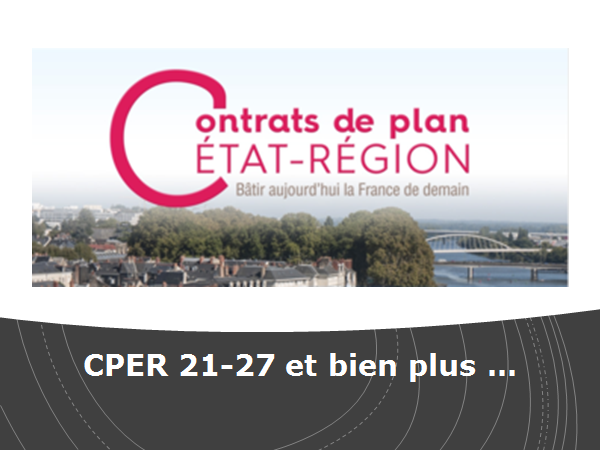 Contrats de plan
ÉTAT-RÉGION
Bâtir aujourd'hui la France de demain
CPER 21-27 et bien plus ...